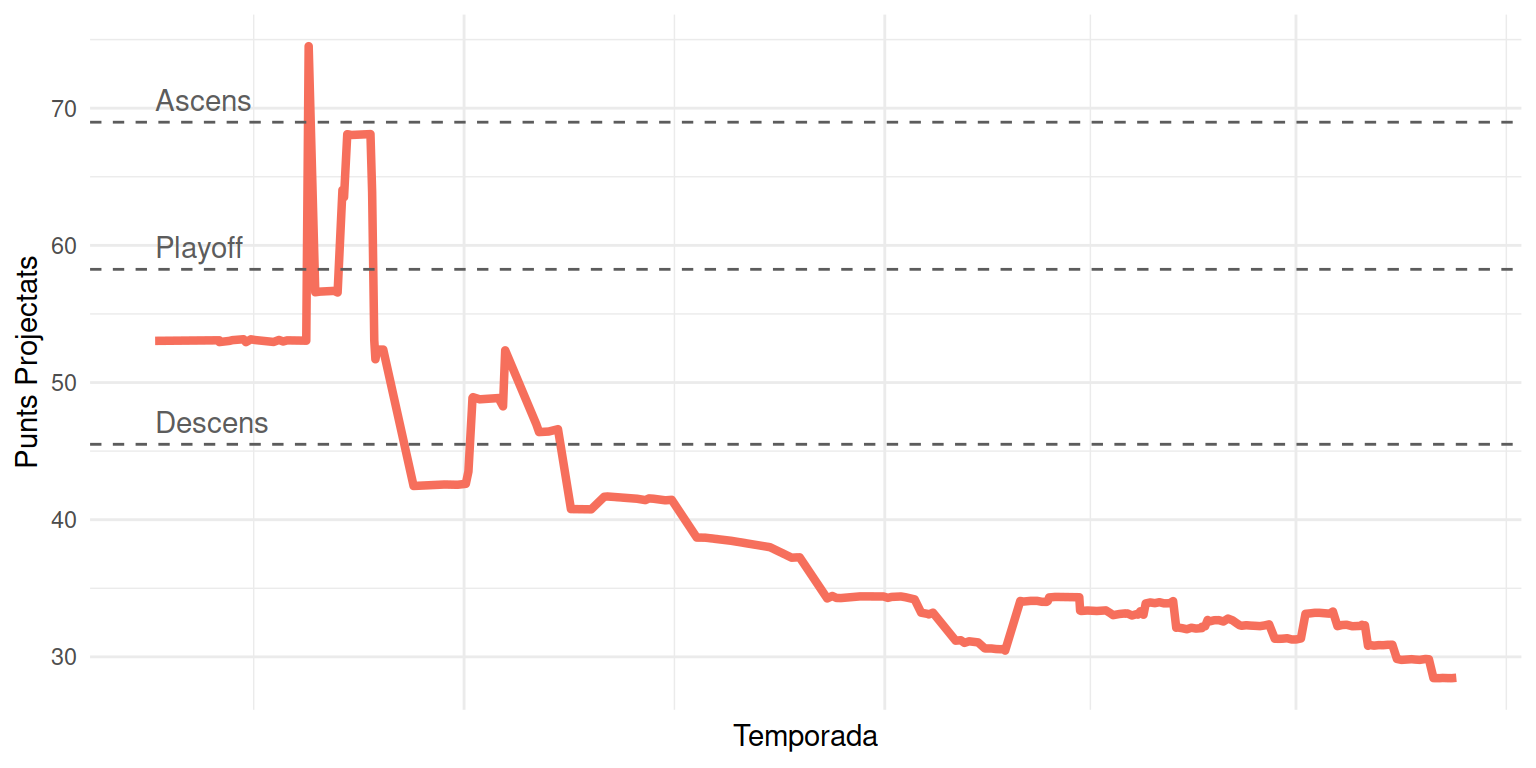 70
60
50
40
30
Ascens
Playoff
Descens
Punts Projectats
Temporada